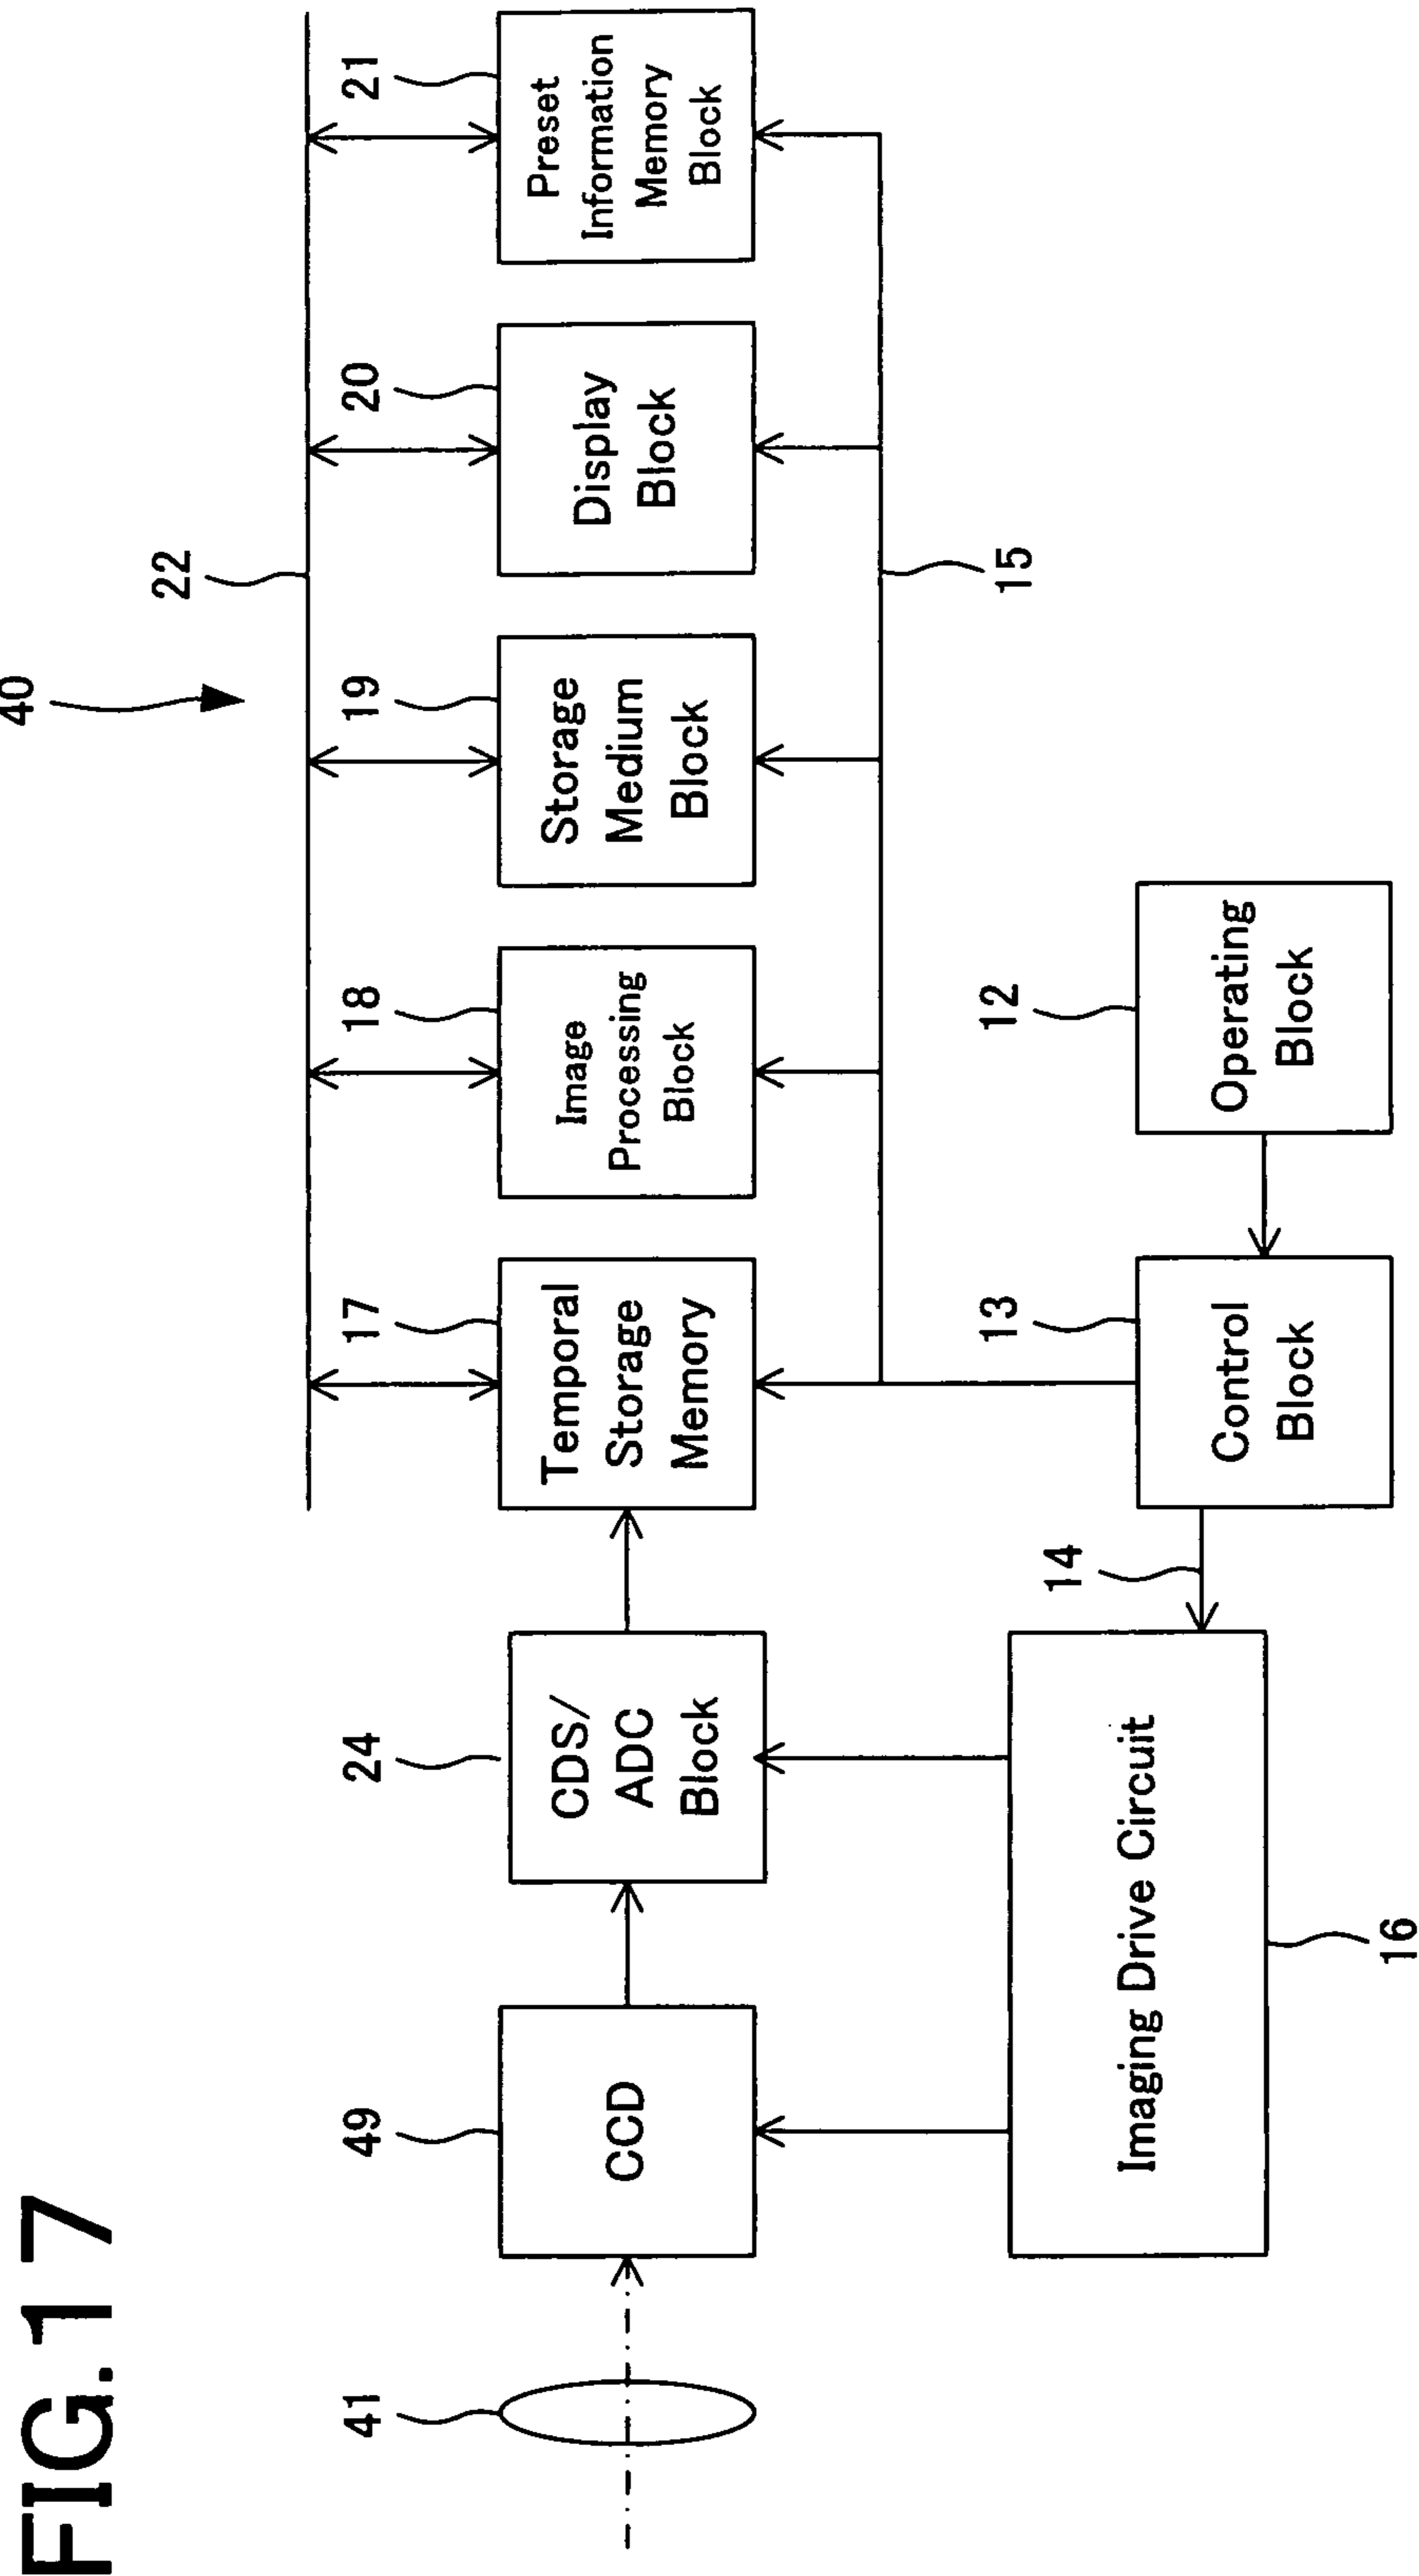 FIG.17
40
22
41
49
24
17
18
19
20
21
CCD
CDS/
ADC
Block
Temporal
Storage
Memory
Image
Processing
Block
Storage
Medium
Block
Display
Block
Preset
Information
Memory
Block
14
13
12
15
Imaging Drive Circuit
Control
Block
Operating
Block
16